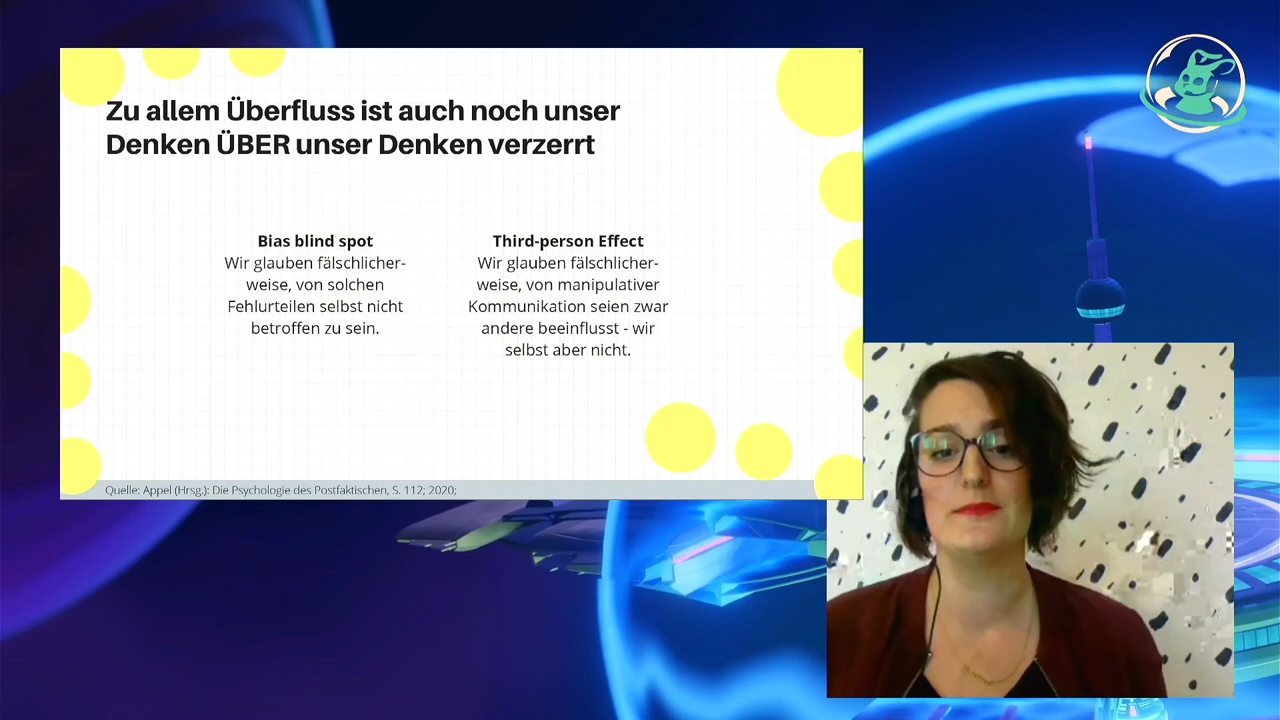 Zu allem Überfluss ist auch noch unser
Denken ÜBER unser Denken verzerrt
Bias blind spot
Wir glauben fälschlicher-
weise, von solchen
Fehlurteilen selbst nicht
betroffen zu sein.
Third-person Effect
Wir glauben fälschlicher-
weise, von manipulativer
Kommunikation seien zwar
andere beeinflusst - wir
selbst aber nicht.
Quelle: Appel (Hrsg.): Die Psychologie des Postfaktischen, S. 112; 2020;